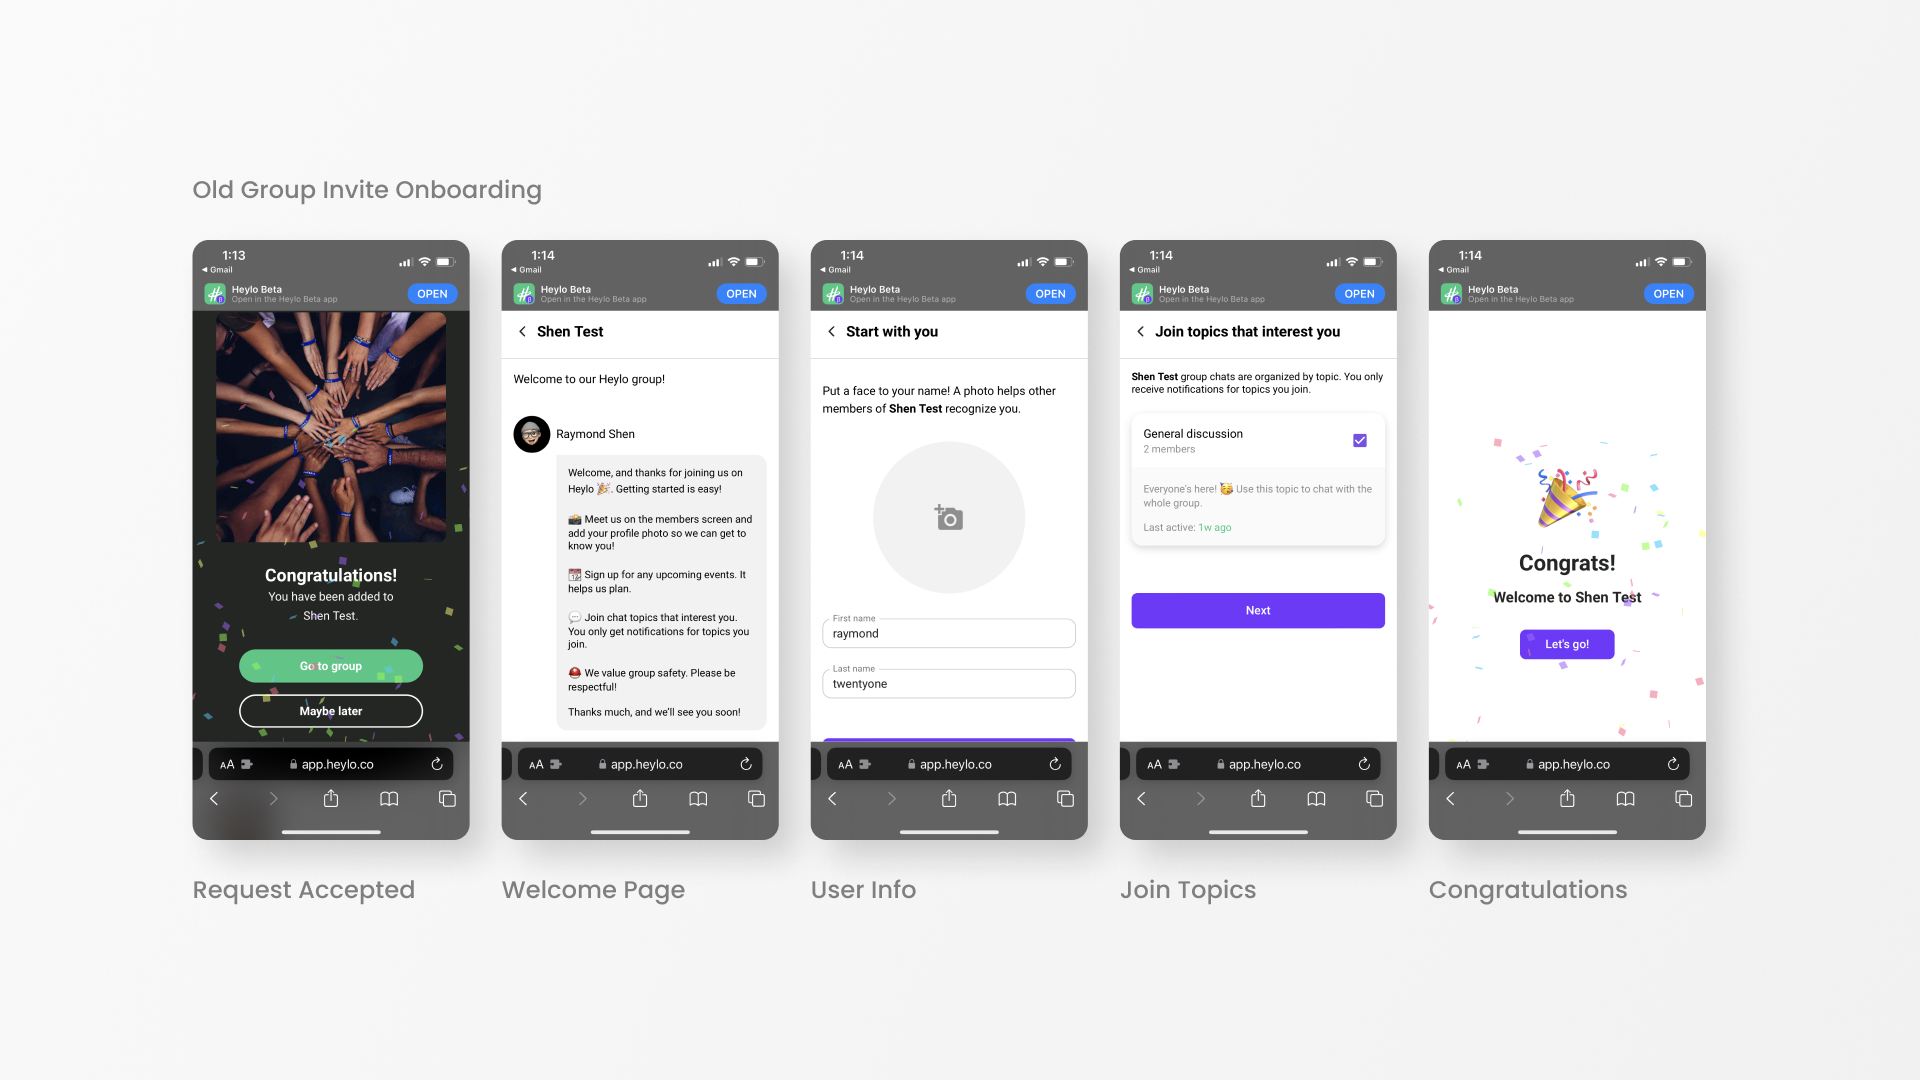 Old Group Invite Onboarding
1:13
◀ Gmail
Heylo Beta
Open in the Heylo Beta app
OPEN
Congratulations!
You have been added to
Shen Test.
Go to group
Maybe later
AA
app.heylo.co
Request Accepted
1:14
◀ Gmail
Heylo Beta
Open in the Heylo Beta app
OPEN
Shen Test
Welcome to our Heylo group!
Raymond Shen
Welcome, and thanks for joining us on
Heylo 🎉. Getting started is easy!
📸 Meet us on the members screen and
add your profile photo so we can get to
know you!
📆 Sign up for any upcoming events. It
helps us plan.
💬 Join chat topics that interest you.
You only get notifications for topics you
join.
⛑️ We value group safety. Please be
respectful!
Thanks much, and we'll see you soon!
AA
app.heylo.co
Welcome Page
1:14
◀ Gmail
Heylo Beta
Open in the Heylo Beta app
OPEN
Start with you
Put a face to your name! A photo helps other
members of Shen Test recognize you.
First name
raymond
Last name
twentyone
AA
app.heylo.co
User Info
1:14
◀ Gmail
Heylo Beta
Open in the Heylo Beta app
OPEN
Join topics that interest you
Shen Test group chats are organized by topic. You only
receive notifications for topics you join.
General discussion
2 members
Everyone's here! 🥳 Use this topic to chat with the
whole group.
Last active: 1w ago
Next
AA
app.heylo.co
Join Topics
1:14
◀ Gmail
Heylo Beta
Open in the Heylo Beta app
OPEN
Congrats!
Welcome to Shen Test
Let's go!
AA
app.heylo.co
Congratulations